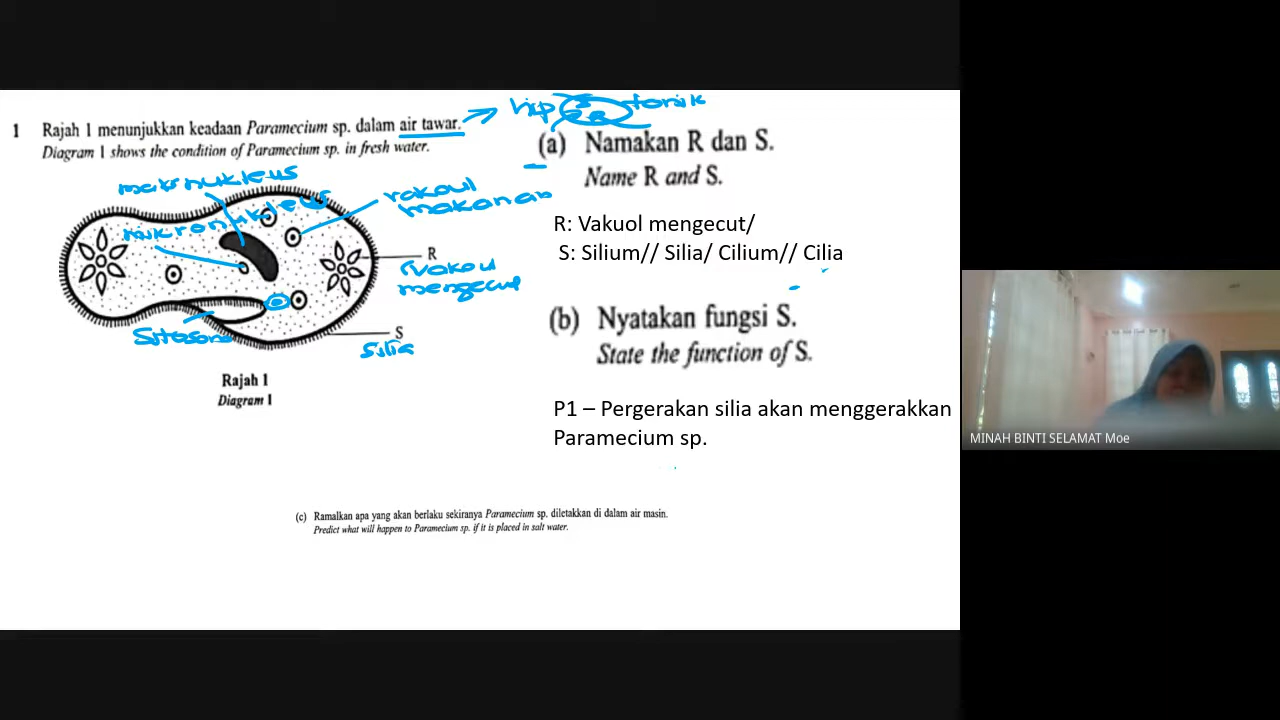 1 Rajah 1 menunjukkan keadaan Paramecium sp. dalam air tawar.
Diagram 1 shows the condition of Paramecium sp. in fresh water.
makronukleus
mikronukleus
vakoul
makanan
R
vakoul
mengecut
S
silia
Rajah 1
Diagram 1
(a) Namakan R dan S.
Name R and S.
R: Vakuol mengecut/
S: Silium// Silia/ Cilium// Cilia
(b) Nyatakan fungsi S.
State the function of S.
P1 – Pergerakan silia akan menggerakkan
Paramecium sp.
(c) Ramalkan apa yang akan berlaku sekiranya Paramecium sp. diletakkan di dalam air masin.
Predict what will happen to Paramecium sp. if it is placed in salt water.
MINAH BINTI SELAMAT Moe